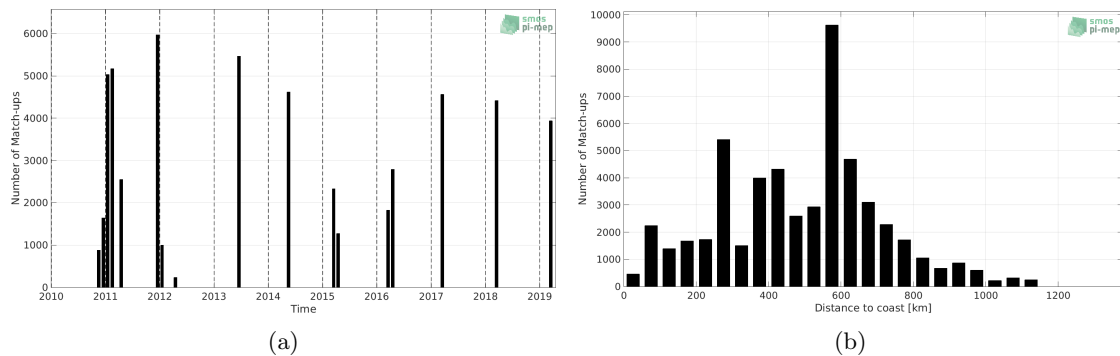 smos
pi-mep
Number of Match-ups
6000
5000
4000
3000
2000
1000
0
2010 2011 2012 2013 2014 2015 2016 2017 2018 2019
Time
(a)
smos
pi-mep
Number of Match-ups
10000
9000
8000
7000
6000
5000
4000
3000
2000
1000
0
0 200 400 600 800 1000 1200
Distance to coast [km]
(b)